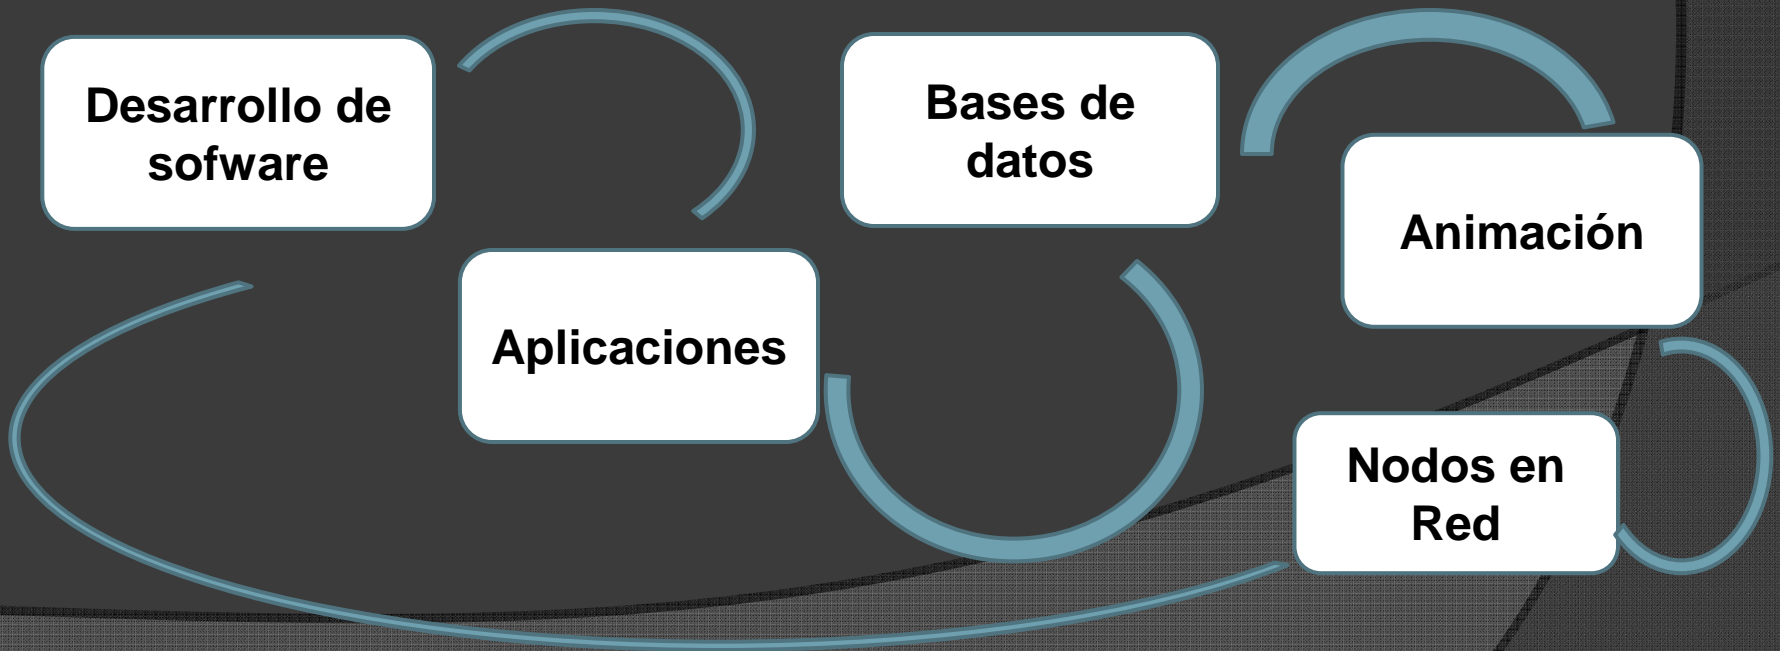 Desarrollo de
sofware
Aplicaciones
Bases de
datos
Animación
Nodos en
Red